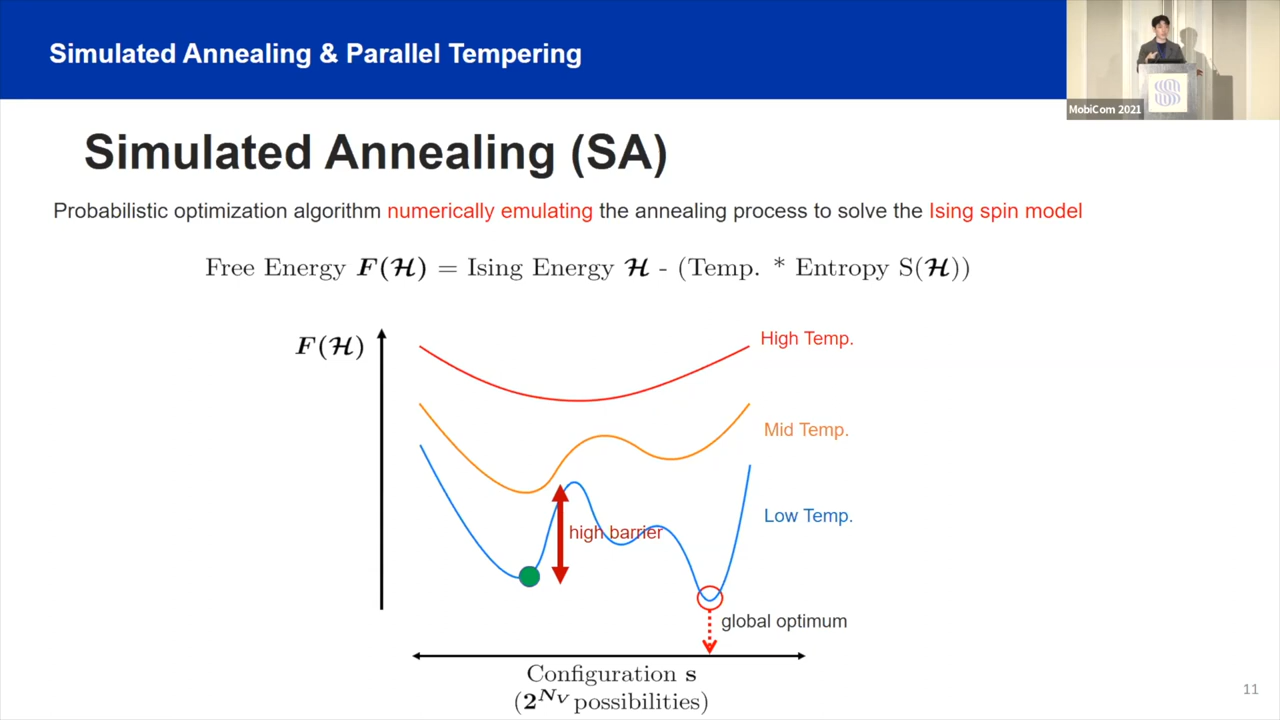 Simulated Annealing & Parallel Tempering
MobiCom 2021
Simulated Annealing (SA)
Probabilistic optimization algorithm numerically emulating the annealing process to solve the Ising spin model
Free Energy F(ℋ) = Ising Energy ℋ - (Temp. * Entropy S(ℋ))
F(ℋ)
High Temp.
Mid Temp.
Low Temp.
high barrier
global optimum
Configuration s
(2^{N_V} possibilities)
11